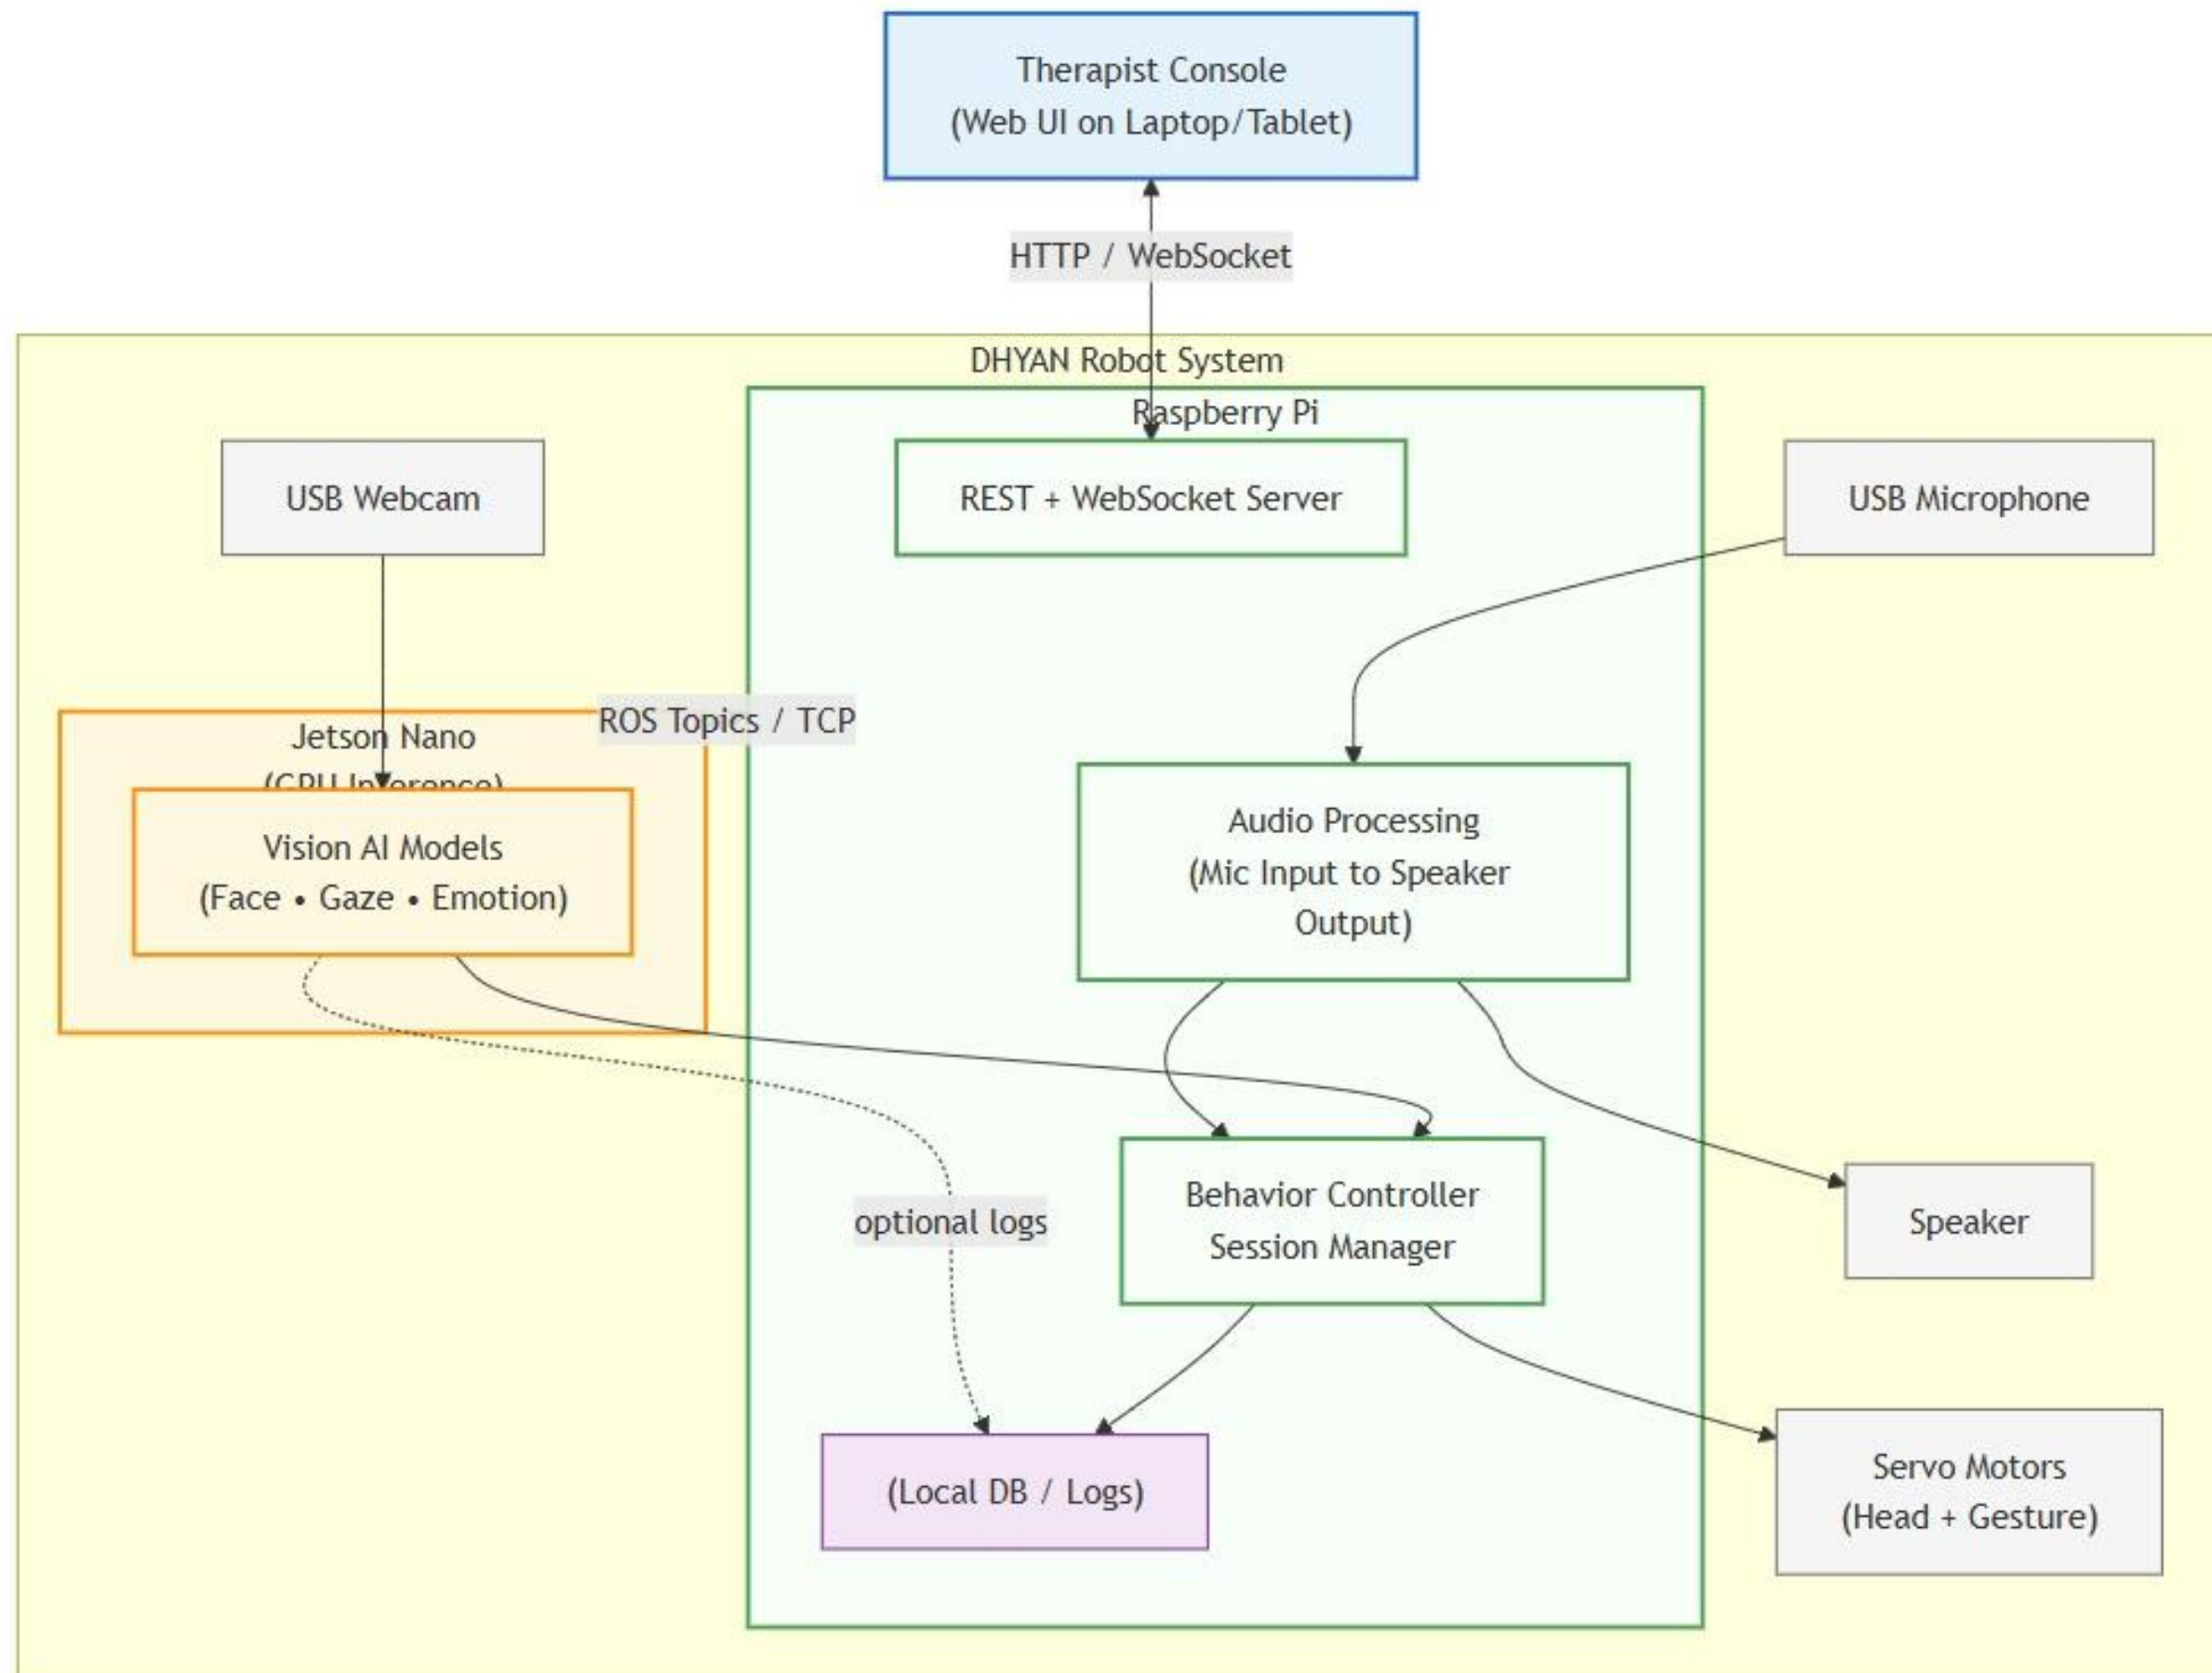 Therapist Console
(Web UI on Laptop/Tablet)
HTTP / WebSocket
DHYAN Robot System
Raspberry Pi
USB Webcam
REST + WebSocket Server
USB Microphone
ROS Topics / TCP
Jetson Nano
(GPU Inference)
Vision AI Models
(Face • Gaze • Emotion)
Audio Processing
(Mic Input to Speaker
Output)
Behavior Controller
Session Manager
optional logs
Speaker
(Local DB / Logs)
Servo Motors
(Head + Gesture)